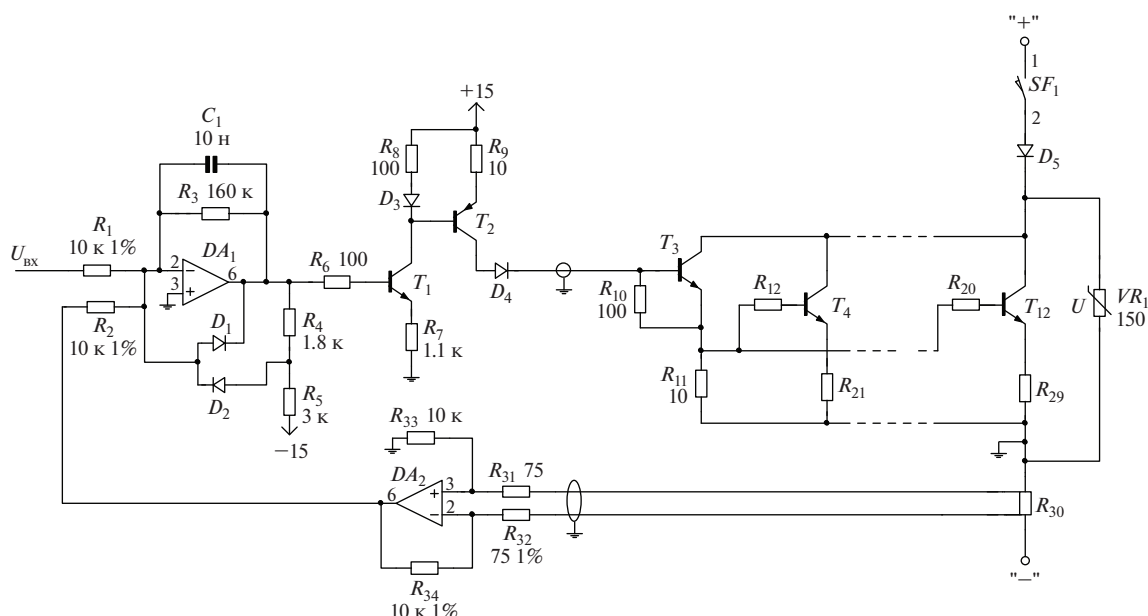 "+"
1
SF1
2
D5
+15
C1
10 н
R8
100
R9
10
R3 160 к
D3
T2
R1
10 к 1%
DA1
Uвх
2
−
3
+
6
R6 100
T1
D4
T3
R10
100
R12
T4
R20
T12
U
VR1
150
R2
10 к 1%
D1
R4
1.8 к
R7
1.1 к
D2
R5
3 к
−15
R11
10
R21
R29
R33 10 к
DA2
6
3
+
2
−
R31 75
R32
75 1%
R30
R34
10 к 1%
"−"